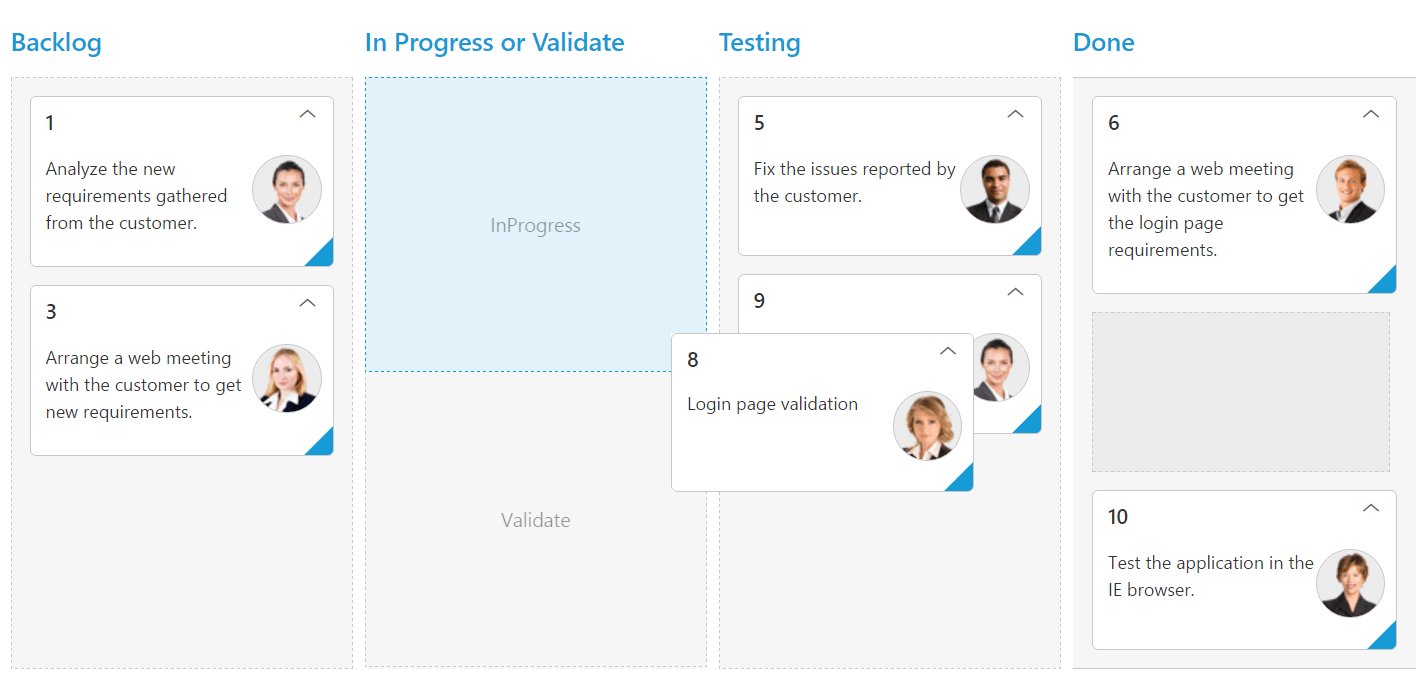 Backlog
In Progress or Validate
Testing
Done
1
Analyze the new
requirements gathered
from the customer.
3
Arrange a web meeting
with the customer to get
new requirements.
InProgress
Validate
5
Fix the issues reported by
the customer.
9
8
Login page validation
6
Arrange a web meeting
with the customer to get
the login page
requirements.
10
Test the application in the
IE browser.